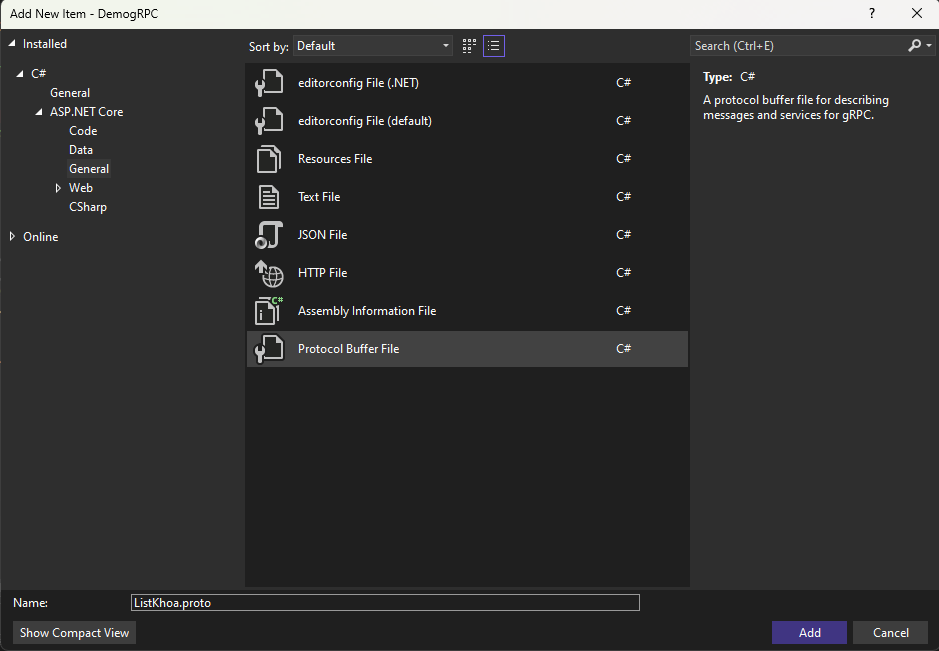 Add New Item - DemogRPC
?
Installed
C#
General
ASP.NET Core
Code
Data
General
Web
CSharp
Online
Sort by: Default
editorconfig File (.NET) C#
editorconfig File (default) C#
Resources File C#
Text File C#
JSON File C#
HTTP File C#
C#
Assembly Information File C#
Protocol Buffer File C#
Search (Ctrl+E)
Type: C#
A protocol buffer file for describing
messages and services for gRPC.
Name: ListKhoa.proto
Show Compact View
Add
Cancel